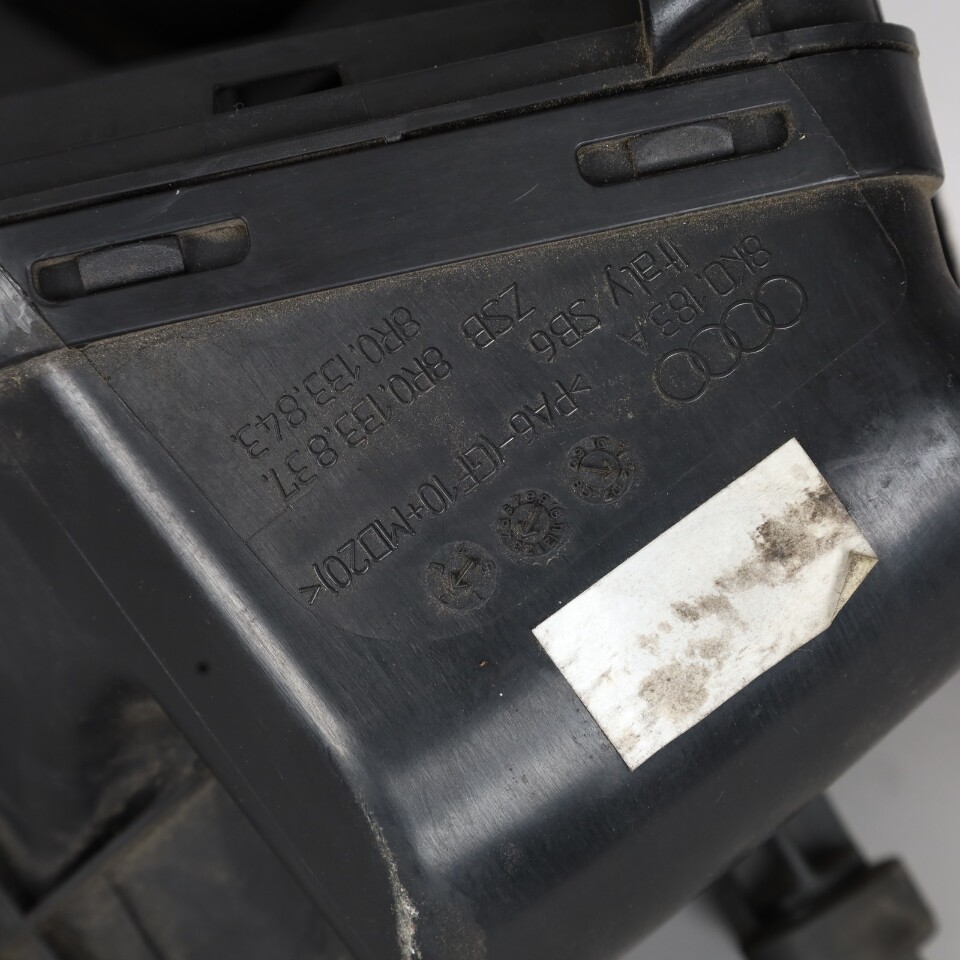 8K0.183 A
Italy SB6
ZSB
8R0.133.837.
8R0.133.843.
>PA6-(GF10+MD20)<